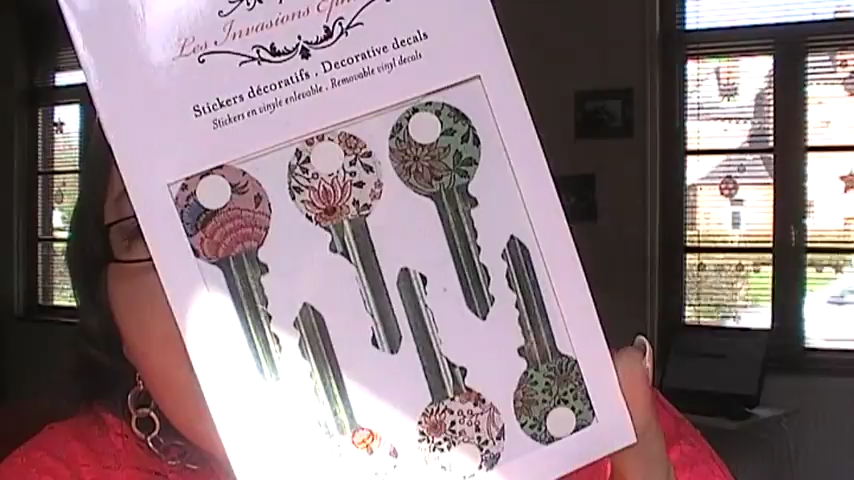 Les Invasions
Stickers décoratifs . Decorative decals
Stickers en vinyle enlevable . Removable vinyl decals